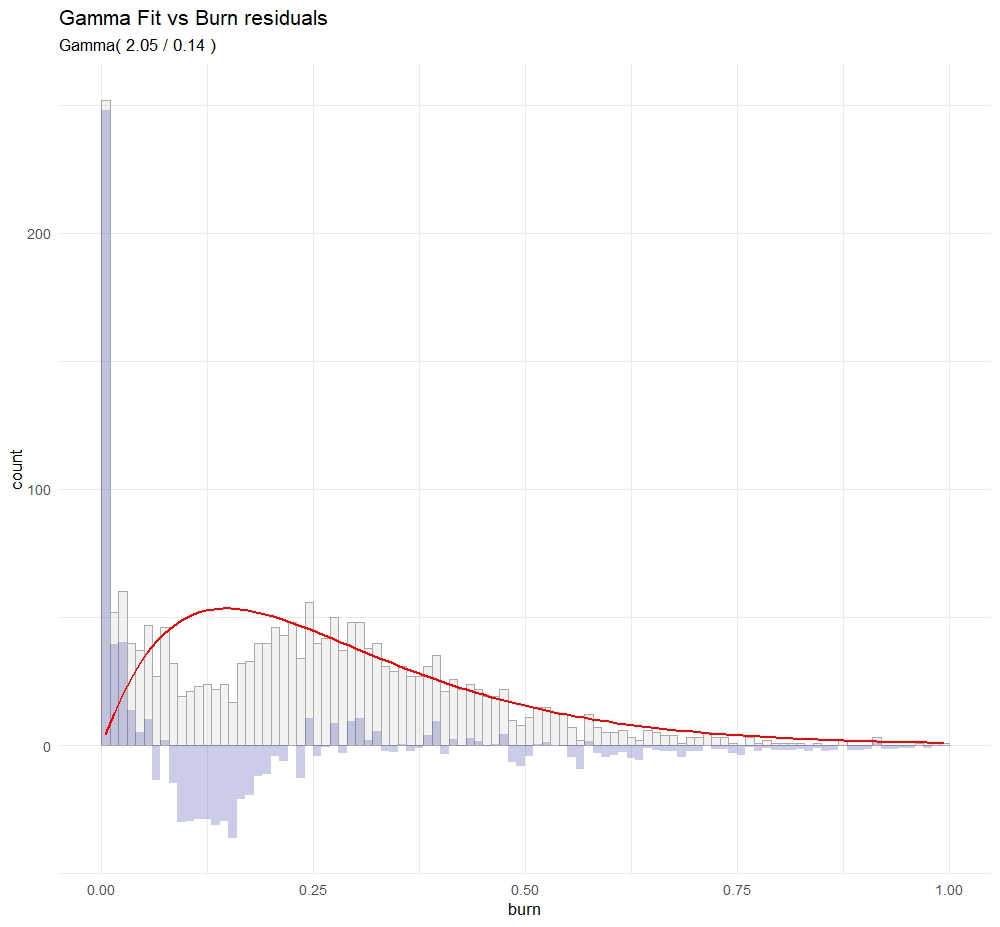 Gamma Fit vs Burn residuals
Gamma( 2.05 / 0.14 )
count
200
100
0
0.00 0.25 0.50 0.75 1.00
burn